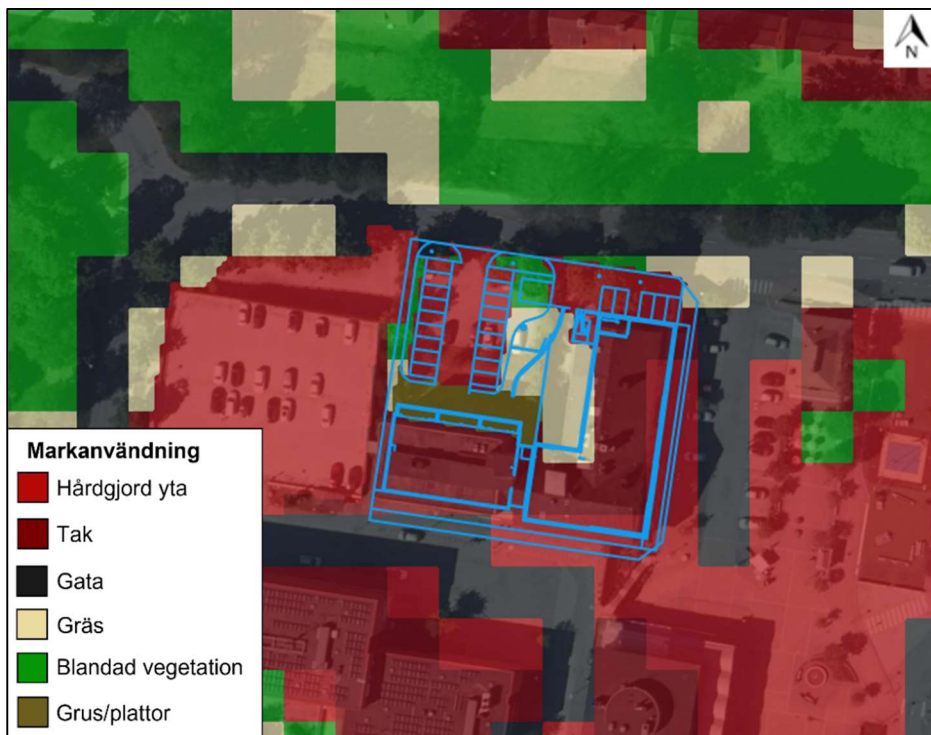 N
Markanvändning
Hårdgjord yta
Tak
Gata
Gräs
Blandad vegetation
Grus/plattor